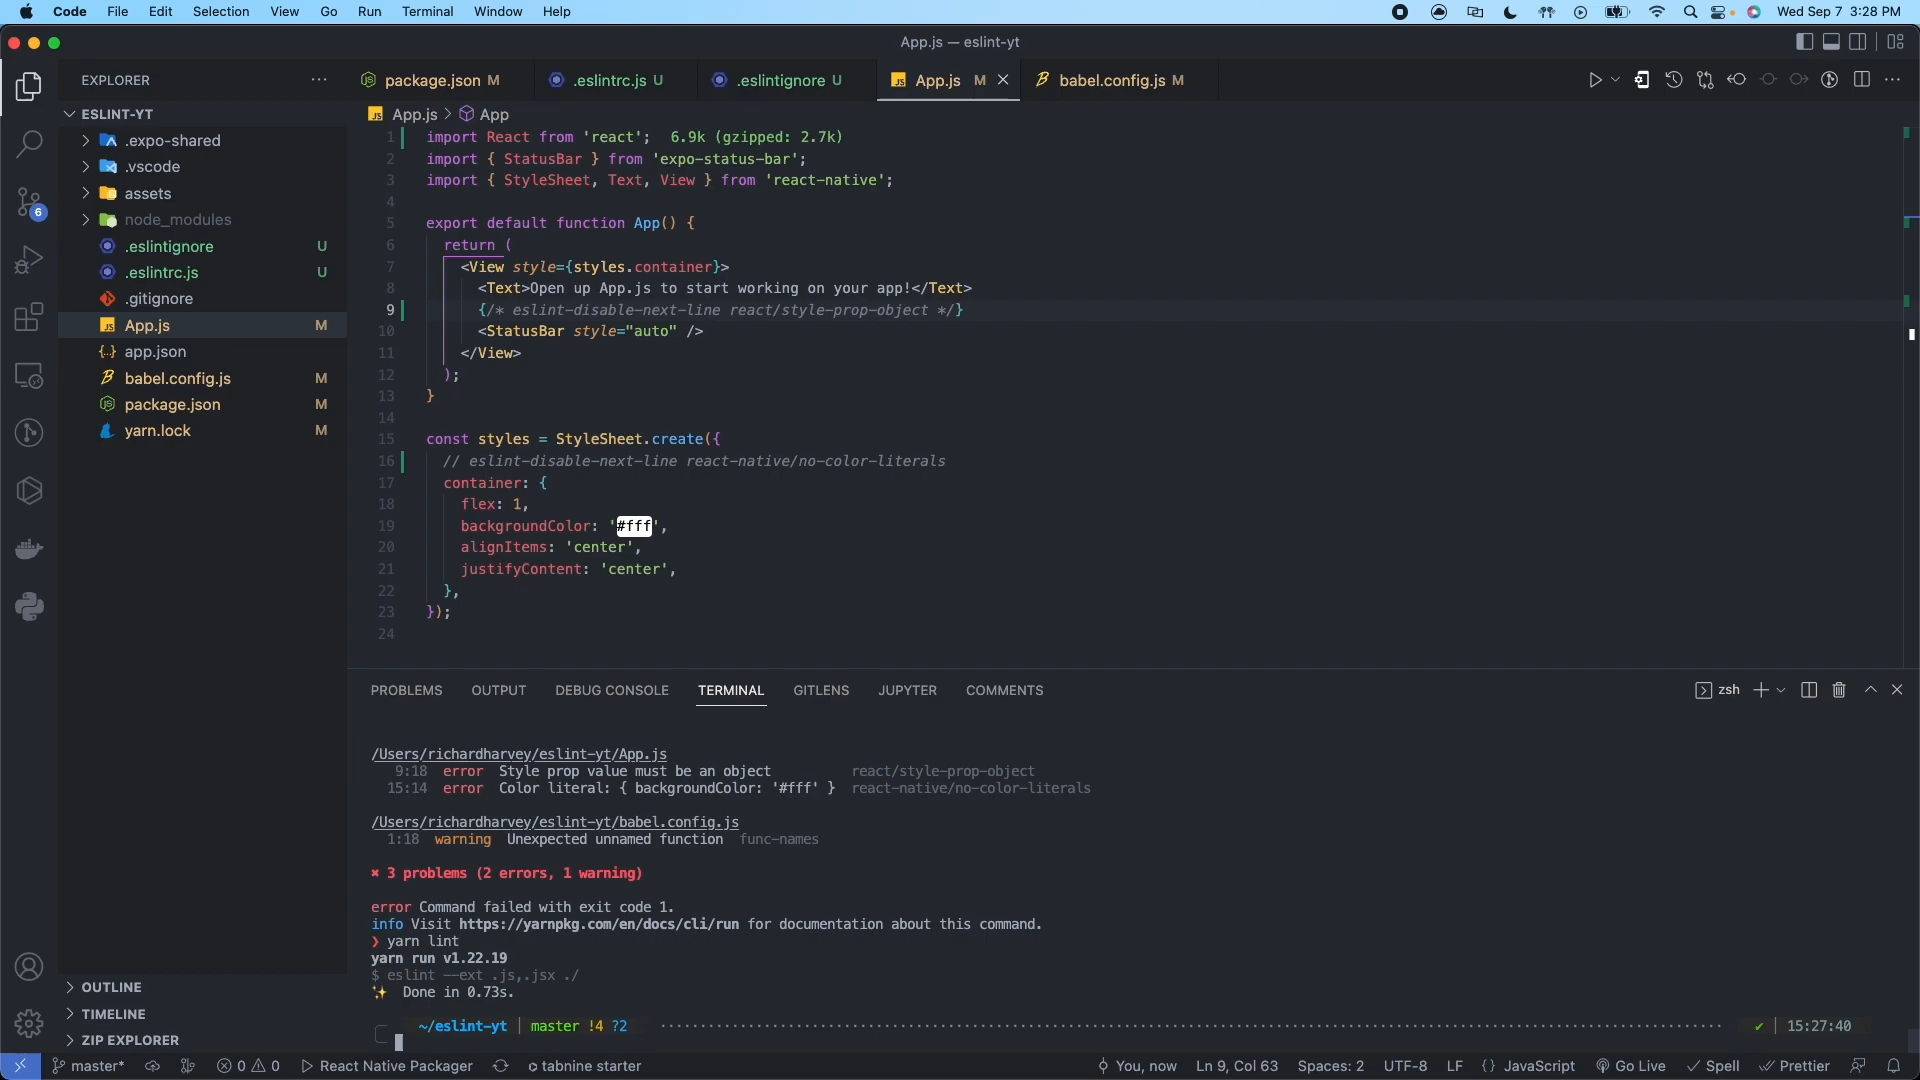 Code File Edit Selection View Go Run Terminal Window Help
Wed Sep 7 3:28 PM
App.js — eslint-yt
EXPLORER
package.json M
.eslintrc.js U
.eslintignore U
App.js M
babel.config.js M
ESLINT-YT
App.js > App
.expo-shared
.vscode
assets
node_modules
.eslintignore U
.eslintrc.js U
.gitignore
App.js M
app.json
babel.config.js M
package.json M
yarn.lock M
6
OUTLINE
TIMELINE
ZIP EXPLORER
1 import React from 'react'; 6.9k (gzipped: 2.7k)
2 import { StatusBar } from 'expo-status-bar';
3 import { StyleSheet, Text, View } from 'react-native';
4
5 export default function App() {
6 return (
7 <View style={styles.container}>
8 <Text>Open up App.js to start working on your app!</Text>
9 {/* eslint-disable-next-line react/style-prop-object */}
10 <StatusBar style="auto" />
11 </View>
12 );
13 }
14
15 const styles = StyleSheet.create({
16 // eslint-disable-next-line react-native/no-color-literals
17 container: {
18 flex: 1,
19 backgroundColor: '#fff',
20 alignItems: 'center',
21 justifyContent: 'center',
22 },
23 });
24
PROBLEMS OUTPUT DEBUG CONSOLE TERMINAL GITLENS JUPYTER COMMENTS
zsh
/Users/richardharvey/eslint-yt/App.js
9:18 error Style prop value must be an object react/style-prop-object
15:14 error Color literal: { backgroundColor: '#fff' } react-native/no-color-literals
/Users/richardharvey/eslint-yt/babel.config.js
1:18 warning Unexpected unnamed function func-names
✖ 3 problems (2 errors, 1 warning)
error Command failed with exit code 1.
info Visit https://yarnpkg.com/en/docs/cli/run for documentation about this command.
❯ yarn lint
yarn run v1.22.19
$ eslint --ext .js,.jsx ./
✨ Done in 0.73s.
~/eslint-yt | master !4 ?2
✔ | 15:27:40
master* 0 0 React Native Packager tabnine starter
You, now Ln 9, Col 63 Spaces: 2 UTF-8 LF {} JavaScript Go Live Spell Prettier